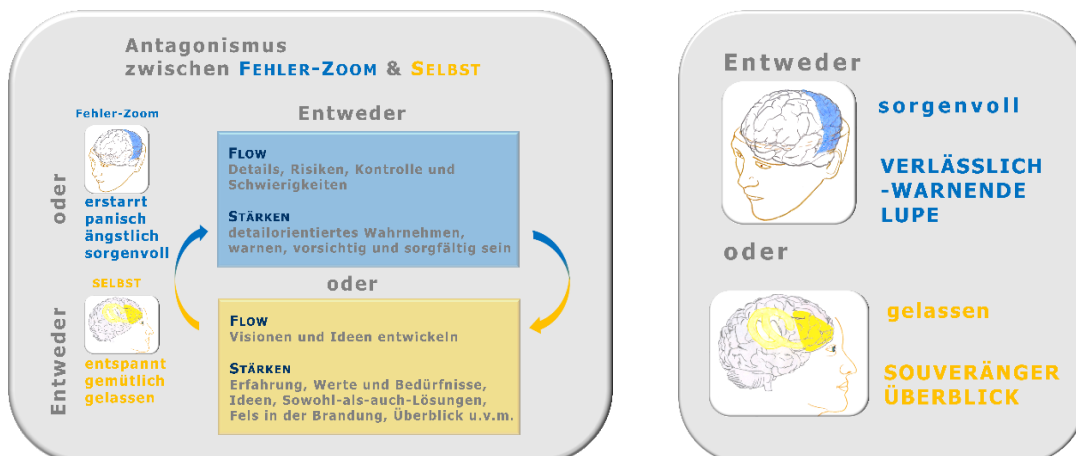 Antagonismus
zwischen FEHLER-ZOOM & SELBST
Entweder
Fehler-Zoom
oder
erstarrt
panisch
ängstlich
sorgenvoll
FLOW
Details, Risiken, Kontrolle und
Schwierigkeiten
STÄRKEN
detailorientiertes Wahrnehmen,
warnen, vorsichtig und sorgfältig sein
oder
SELBST
Entweder
entspannt
gemütlich
gelassen
FLOW
Visionen und Ideen entwickeln
STÄRKEN
Erfahrung, Werte und Bedürfnisse,
Ideen, Sowohl-als-auch-Lösungen,
Fels in der Brandung, Überblick u.v.m.
Entweder
sorgenvoll
VERLÄSSLICH
-WARNENDE
LUPE
oder
gelassen
SOUVERÄNGER
ÜBERBLICK